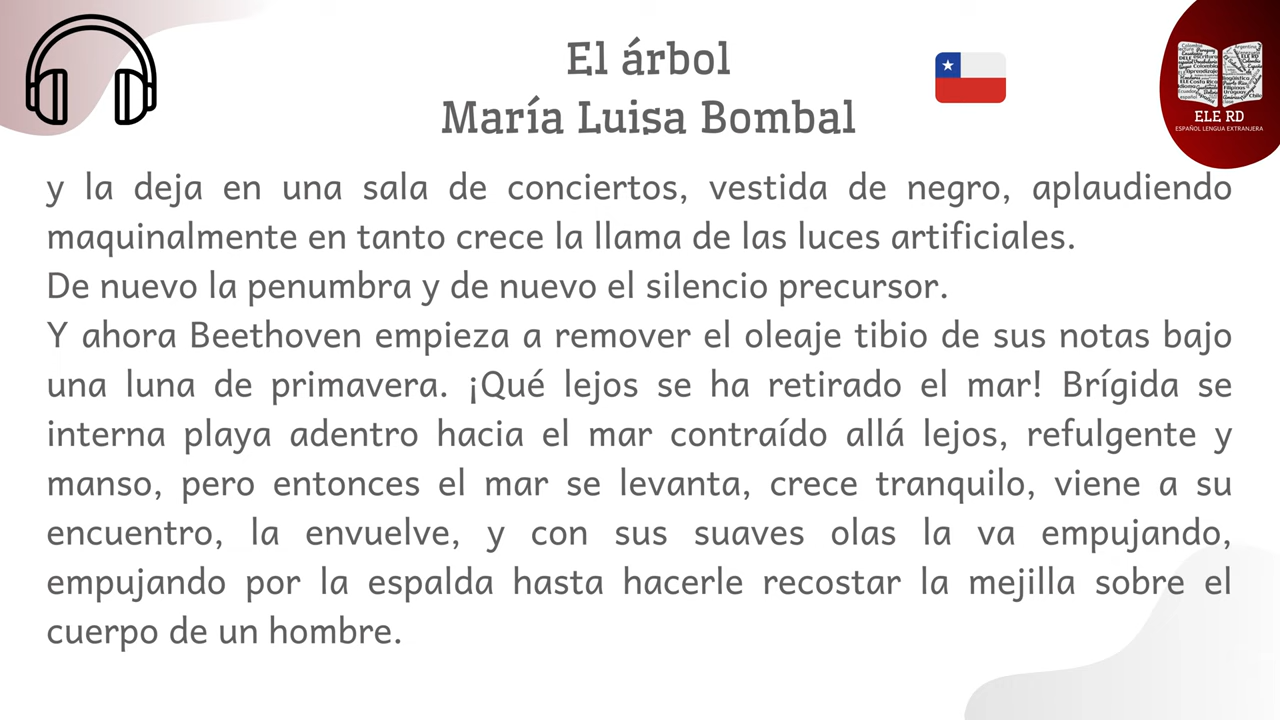 El árbol
María Luisa Bombal
ELE RD
ESPAÑOL LENGUA EXTRANJERA
y la deja en una sala de conciertos, vestida de negro, aplaudiendo
maquinalmente en tanto crece la llama de las luces artificiales.
De nuevo la penumbra y de nuevo el silencio precursor.
Y ahora Beethoven empieza a remover el oleaje tibio de sus notas bajo
una luna de primavera. ¡Qué lejos se ha retirado el mar! Brígida se
interna playa adentro hacia el mar contraído allá lejos, refulgente y
manso, pero entonces el mar se levanta, crece tranquilo, viene a su
encuentro, la envuelve, y con sus suaves olas la va empujando,
empujando por la espalda hasta hacerle recostar la mejilla sobre el
cuerpo de un hombre.